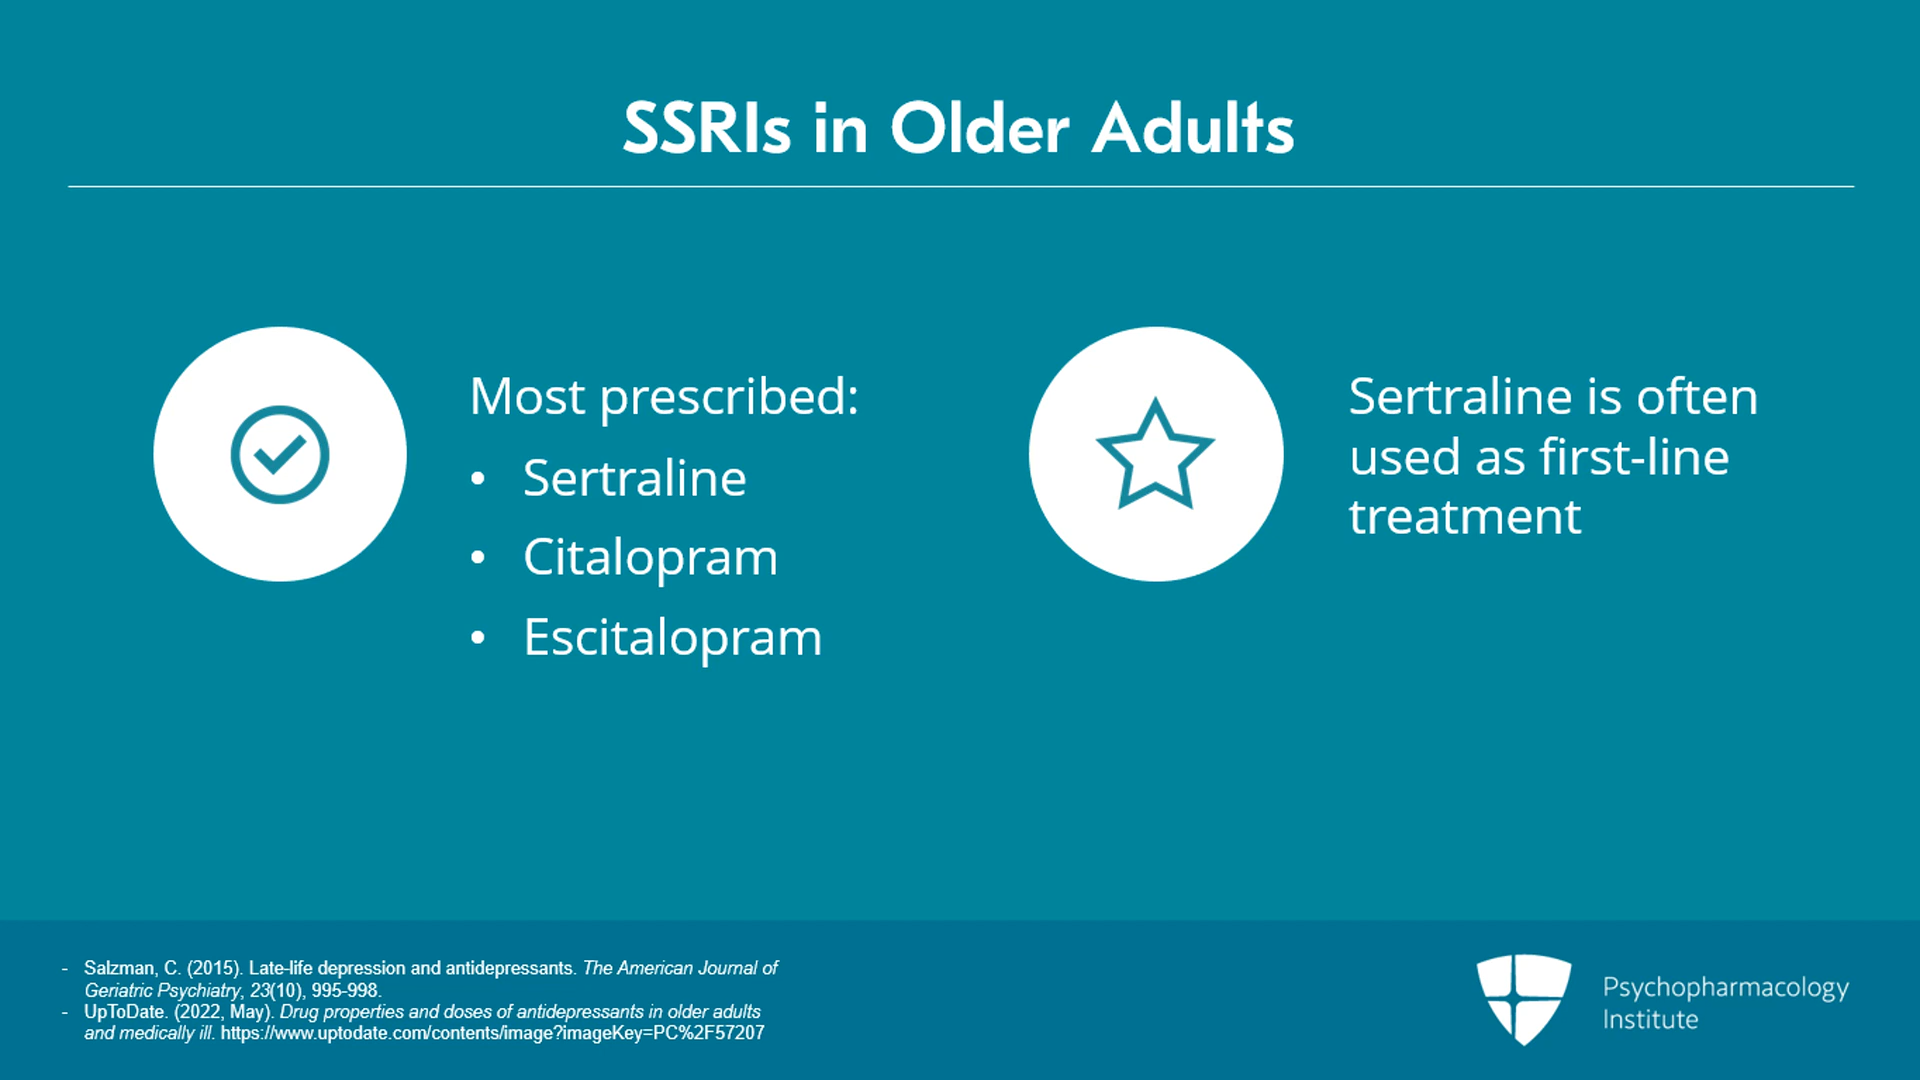 SSRIs in Older Adults
Most prescribed:
• Sertraline
• Citalopram
• Escitalopram
Sertraline is often
used as first-line
treatment
- Salzman, C. (2015). Late-life depression and antidepressants. The American Journal of
Geriatric Psychiatry, 23(10), 995-998.
- UpToDate. (2022, May). Drug properties and doses of antidepressants in older adults
and medically ill. https://www.uptodate.com/contents/image?imageKey=PC%2F57207
Psychopharmacology
Institute